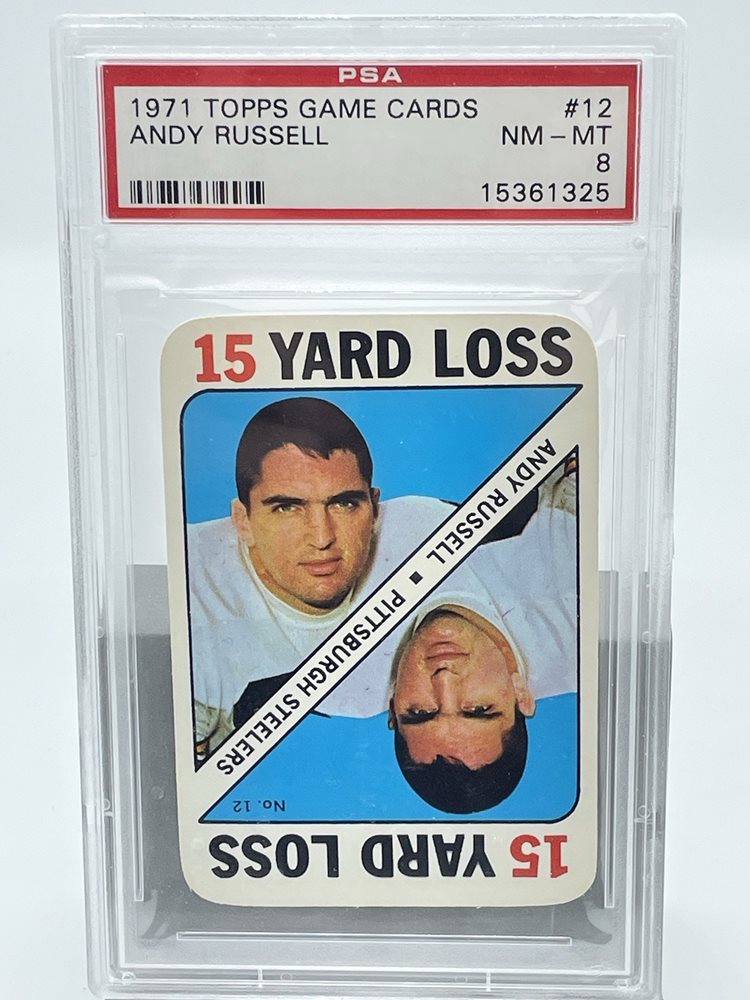 PSA
1971 TOPPS GAME CARDS #12
ANDY RUSSELL NM-MT
8
15361325
15 YARD LOSS
ANDY RUSSELL ▪ PITTSBURGH STEELERS
No. 12
15 YARD LOSS